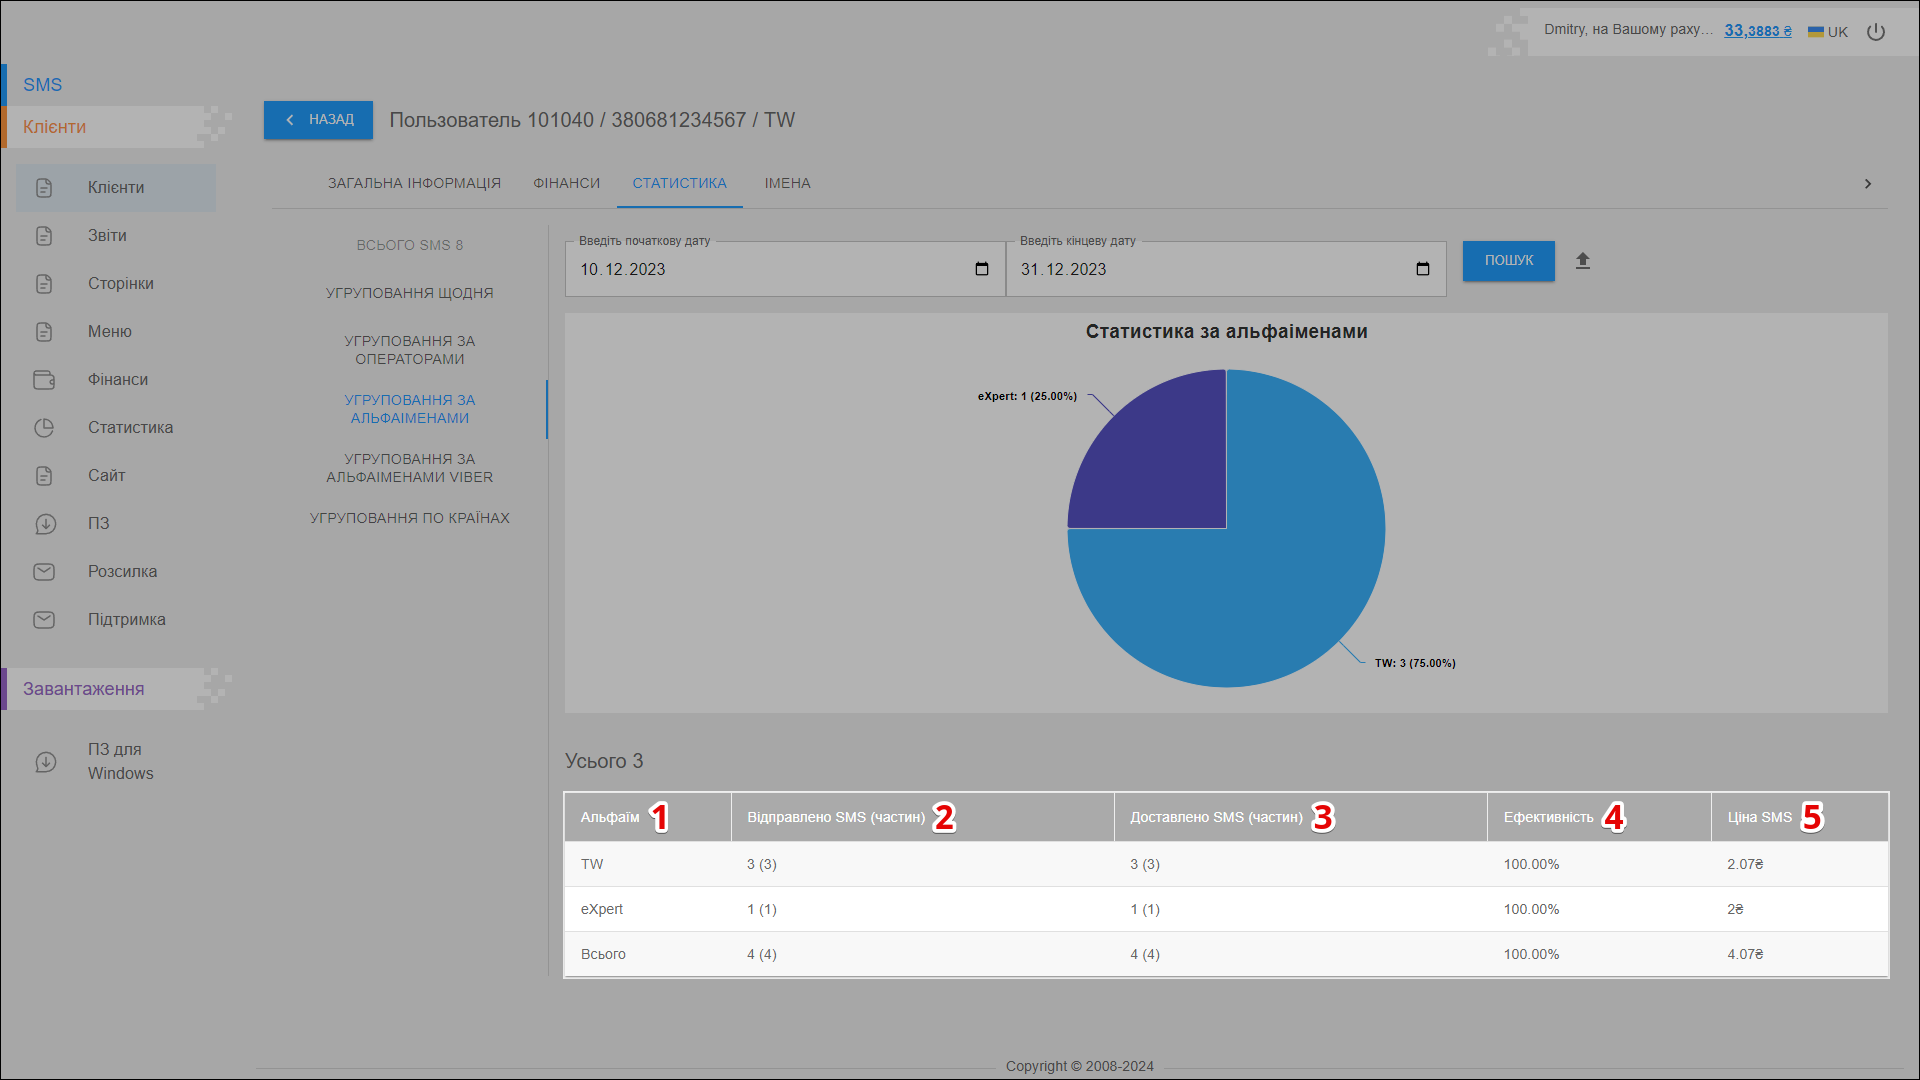 Dmitry, на Вашому раху...
33,3883 ₴
UK
SMS
Клієнти
Клієнти
Звіти
Сторінки
Меню
Фінанси
Статистика
Сайт
ПЗ
Розсилка
Підтримка
Завантаження
ПЗ для
Windows
НАЗАД
Пользователь 101040 / 380681234567 / TW
ЗАГАЛЬНА ІНФОРМАЦІЯ
ФІНАНСИ
СТАТИСТИКА
ІМЕНА
ВСЬОГО SMS 8
УГРУПОВАННЯ ЩОДНЯ
УГРУПОВАННЯ ЗА
ОПЕРАТОРАМИ
УГРУПОВАННЯ ЗА
АЛЬФАІМЕНАМИ
УГРУПОВАННЯ ЗА
АЛЬФАІМЕНАМИ VIBER
УГРУПОВАННЯ ПО КРАЇНАХ
Введіть початкову дату
10.12.2023
Введіть кінцеву дату
31.12.2023
ПОШУК
Статистика за альфаіменами
eXpert: 1 (25.00%)
TW: 3 (75.00%)
Усього 3
Альфаім 1 Відправлено SMS (частин) 2 Доставлено SMS (частин) 3 Ефективність 4 Ціна SMS 5
TW 3 (3) 3 (3) 100.00% 2.07₴
eXpert 1 (1) 1 (1) 100.00% 2₴
Всього 4 (4) 4 (4) 100.00% 4.07₴
Copyright © 2008-2024